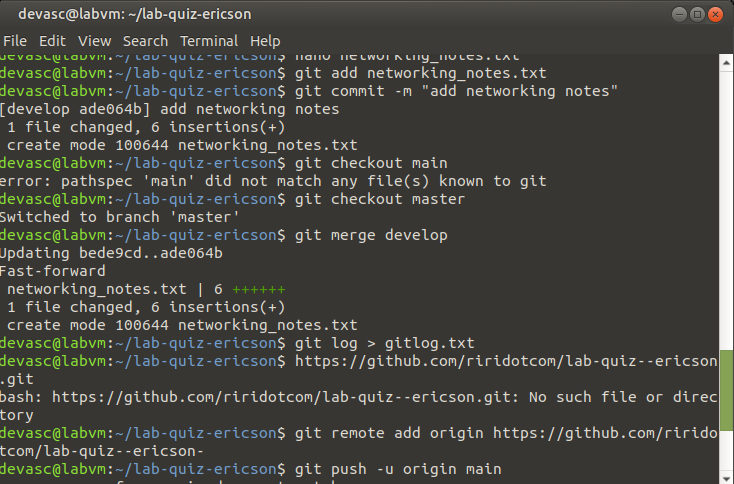 devasc@labvm: ~/lab-quiz-ericson
File Edit View Search Terminal Help
devasc@labvm:~/lab-quiz-ericson$ nano networking_notes.txt
devasc@labvm:~/lab-quiz-ericson$ git add networking_notes.txt
devasc@labvm:~/lab-quiz-ericson$ git commit -m "add networking notes"
[develop ade064b] add networking notes
1 file changed, 6 insertions(+)
create mode 100644 networking_notes.txt
devasc@labvm:~/lab-quiz-ericson$ git checkout main
error: pathspec 'main' did not match any file(s) known to git
devasc@labvm:~/lab-quiz-ericson$ git checkout master
Switched to branch 'master'
devasc@labvm:~/lab-quiz-ericson$ git merge develop
Updating bede9cd..ade064b
Fast-forward
networking_notes.txt | 6 ++++++
1 file changed, 6 insertions(+)
create mode 100644 networking_notes.txt
devasc@labvm:~/lab-quiz-ericson$ git log > gitlog.txt
devasc@labvm:~/lab-quiz-ericson$ https://github.com/riridotcom/lab-quiz--ericson
.git
bash: https://github.com/riridotcom/lab-quiz--ericson.git: No such file or direc
tory
devasc@labvm:~/lab-quiz-ericson$ git remote add origin https://github.com/rirido
tcom/lab-quiz--ericson-
devasc@labvm:~/lab-quiz-ericson$ git push -u origin main